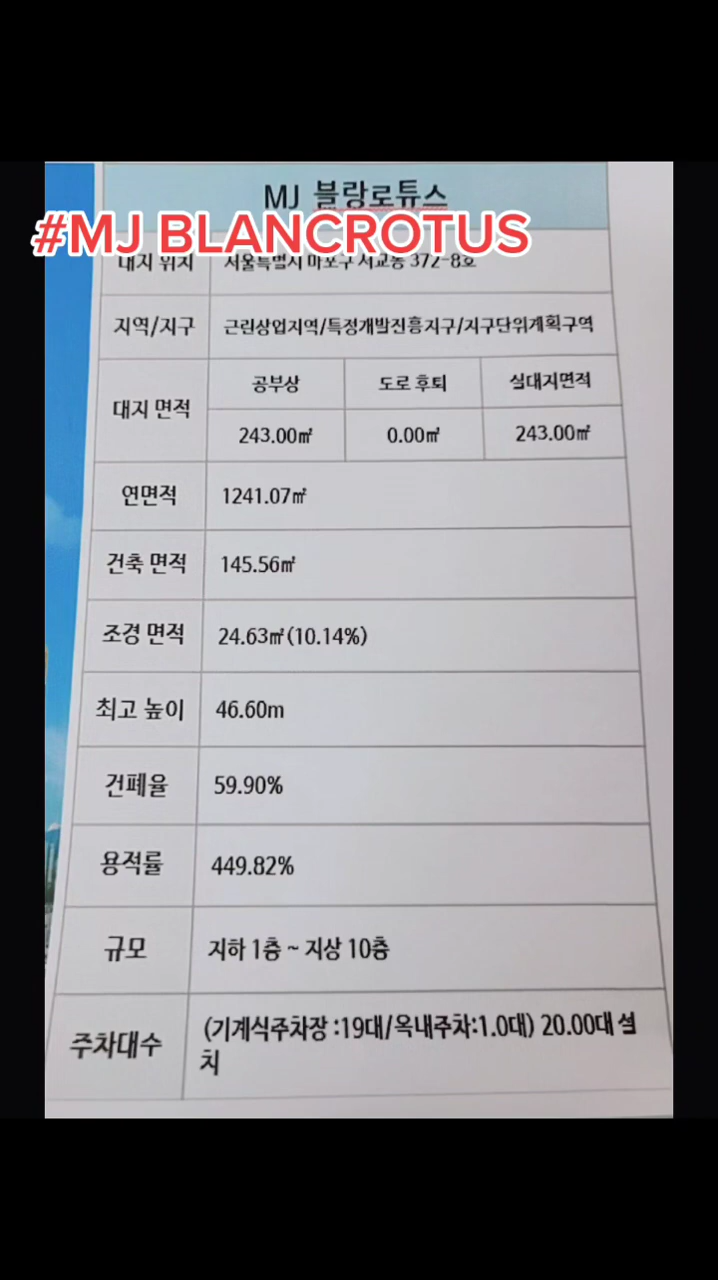 MJ 블랑로튜스
#MJ BLANCROTUS
대지 위치 서울특별시 마포구 서교동 372-8호
지역/지구 근린상업지역/특정개발진흥지구/지구단위계획구역
대지 면적 공부상 도로 후퇴 실대지면적
243.00㎡ 0.00㎡ 243.00㎡
연면적 1241.07㎡
건축 면적 145.56㎡
조경 면적 24.63㎡(10.14%)
최고 높이 46.60m
건폐율 59.90%
용적률 449.82%
규모 지하 1층 ~ 지상 10층
주차대수 (기계식주차장 :19대/옥내주차:1.0대) 20.00대 설
치